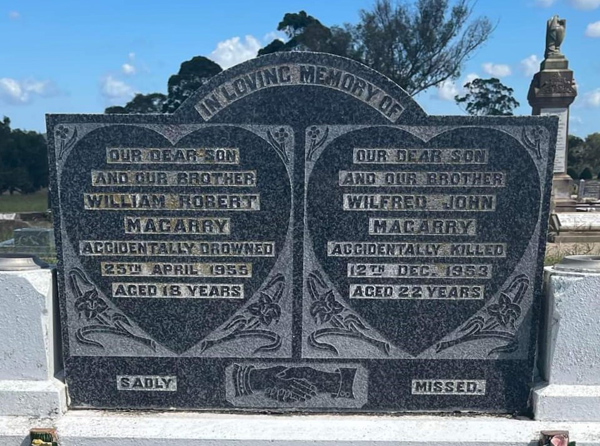 IN LOVING MEMORY OF
OUR DEAR SON
AND OUR BROTHER
WILLIAM ROBERT
MACARRY
ACCIDENTALLY DROWNED
25TH APRIL 1955
AGED 18 YEARS
OUR DEAR SON
AND OUR BROTHER
WILFRED JOHN
MACARRY
ACCIDENTALLY KILLED
12TH DEC. 1953
AGED 22 YEARS
SADLY
MISSED.